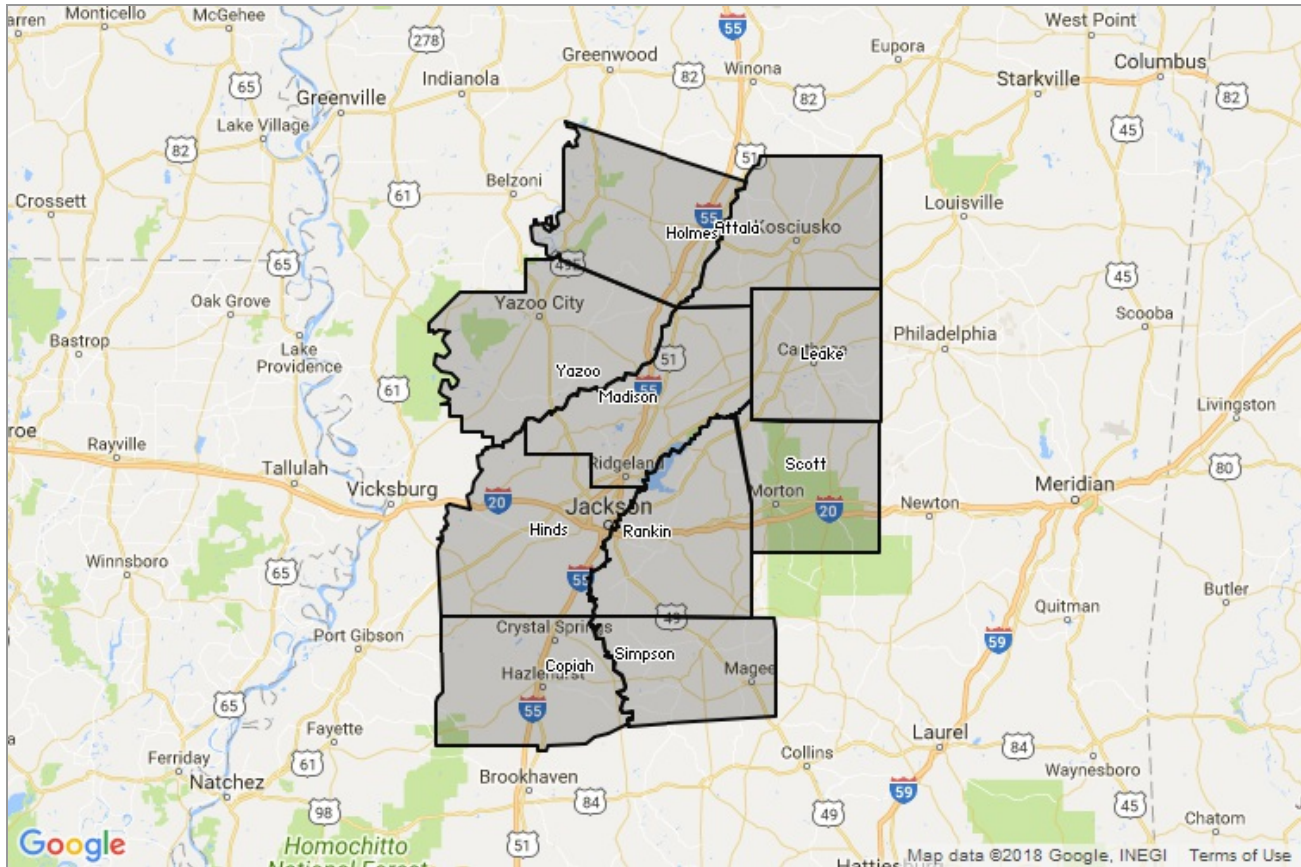 Monticello
McGehee
55
West Point
arren
278
Greenwood
Eupora
Columbus
65
Indianola
82
Winona
Starkville
82
Greenville
82
82
Lake Village
45
82
51
Belzoni
Crossett
61
Louisville
55
Holmes
Attala
Kosciusko
65
45
Oak Grove
Yazoo City
Scooba
Philadelphia
Bastrop
Lake
Providence
51
Leake
Yazoo
61
55
Madison
Livingston
roe
Rayville
Ridgeland
Scott
80
Tallulah
Vicksburg
Morton
Meridian
20
20
Newton
Jackson
Hinds
Rankin
Winnsboro
65
55
Butler
Quitman
Port Gibson
Crystal Springs
49
59
Copiah
Simpson
Magee
Hazlehurst
65
55
Fayette
Laurel
a
Ferriday
61
Collins
84
Waynesboro
Natchez
Brookhaven
59
98
84
49
45
51
Chatom
Google
Homochitto
National Forest
Map data ©2018 Google, INEGI
Terms of Use